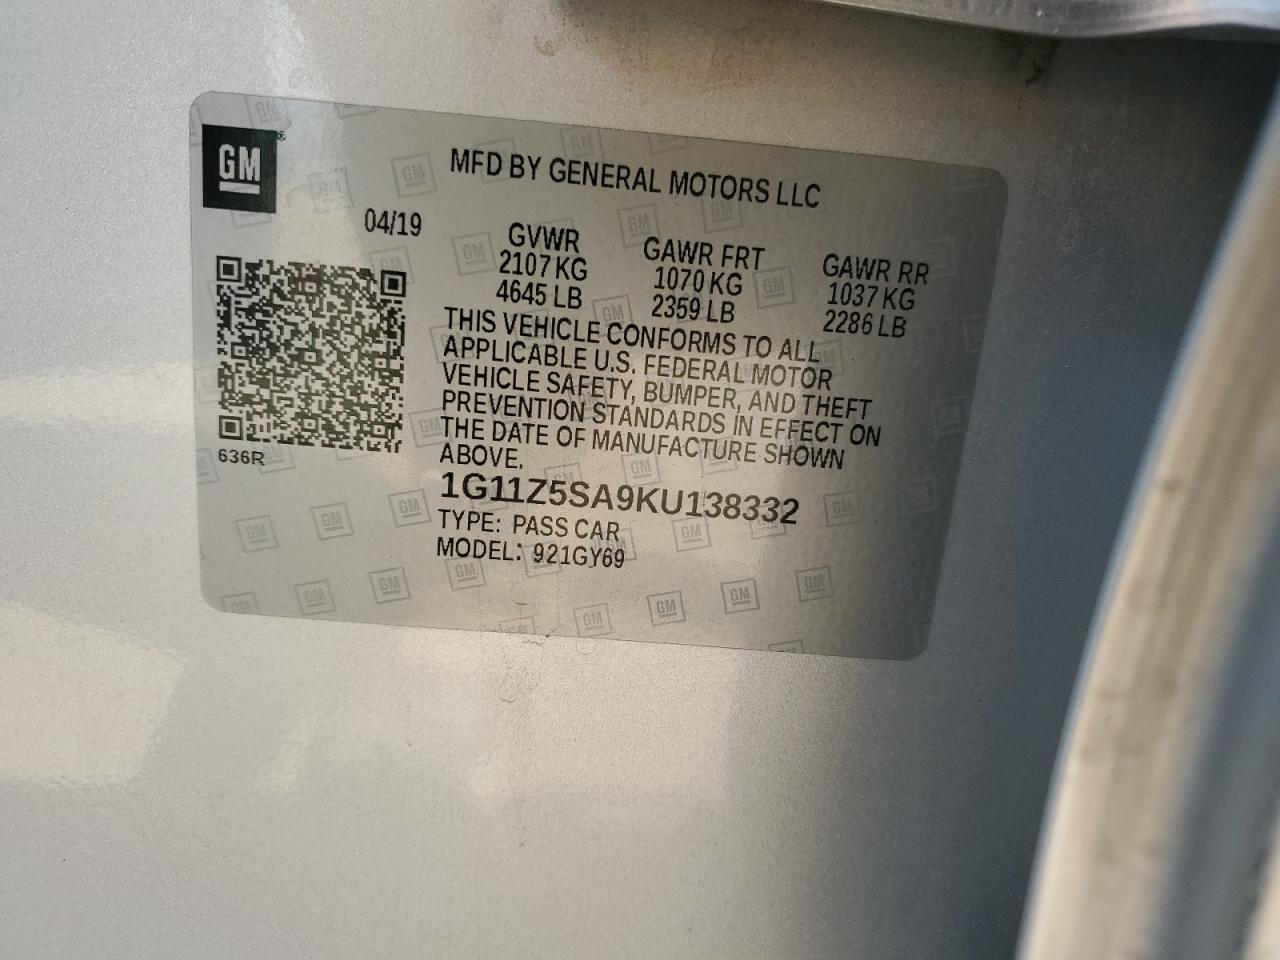 GM
MFD BY GENERAL MOTORS LLC
04/19
GVWR GAWR FRT GAWR RR
2107 KG 1070 KG 1037 KG
4645 LB 2359 LB 2286 LB
THIS VEHICLE CONFORMS TO ALL
APPLICABLE U.S. FEDERAL MOTOR
VEHICLE SAFETY, BUMPER, AND THEFT
PREVENTION STANDARDS IN EFFECT ON
THE DATE OF MANUFACTURE SHOWN
ABOVE.
636R
1G11Z5SA9KU138332
TYPE: PASS CAR
MODEL: 921GY69